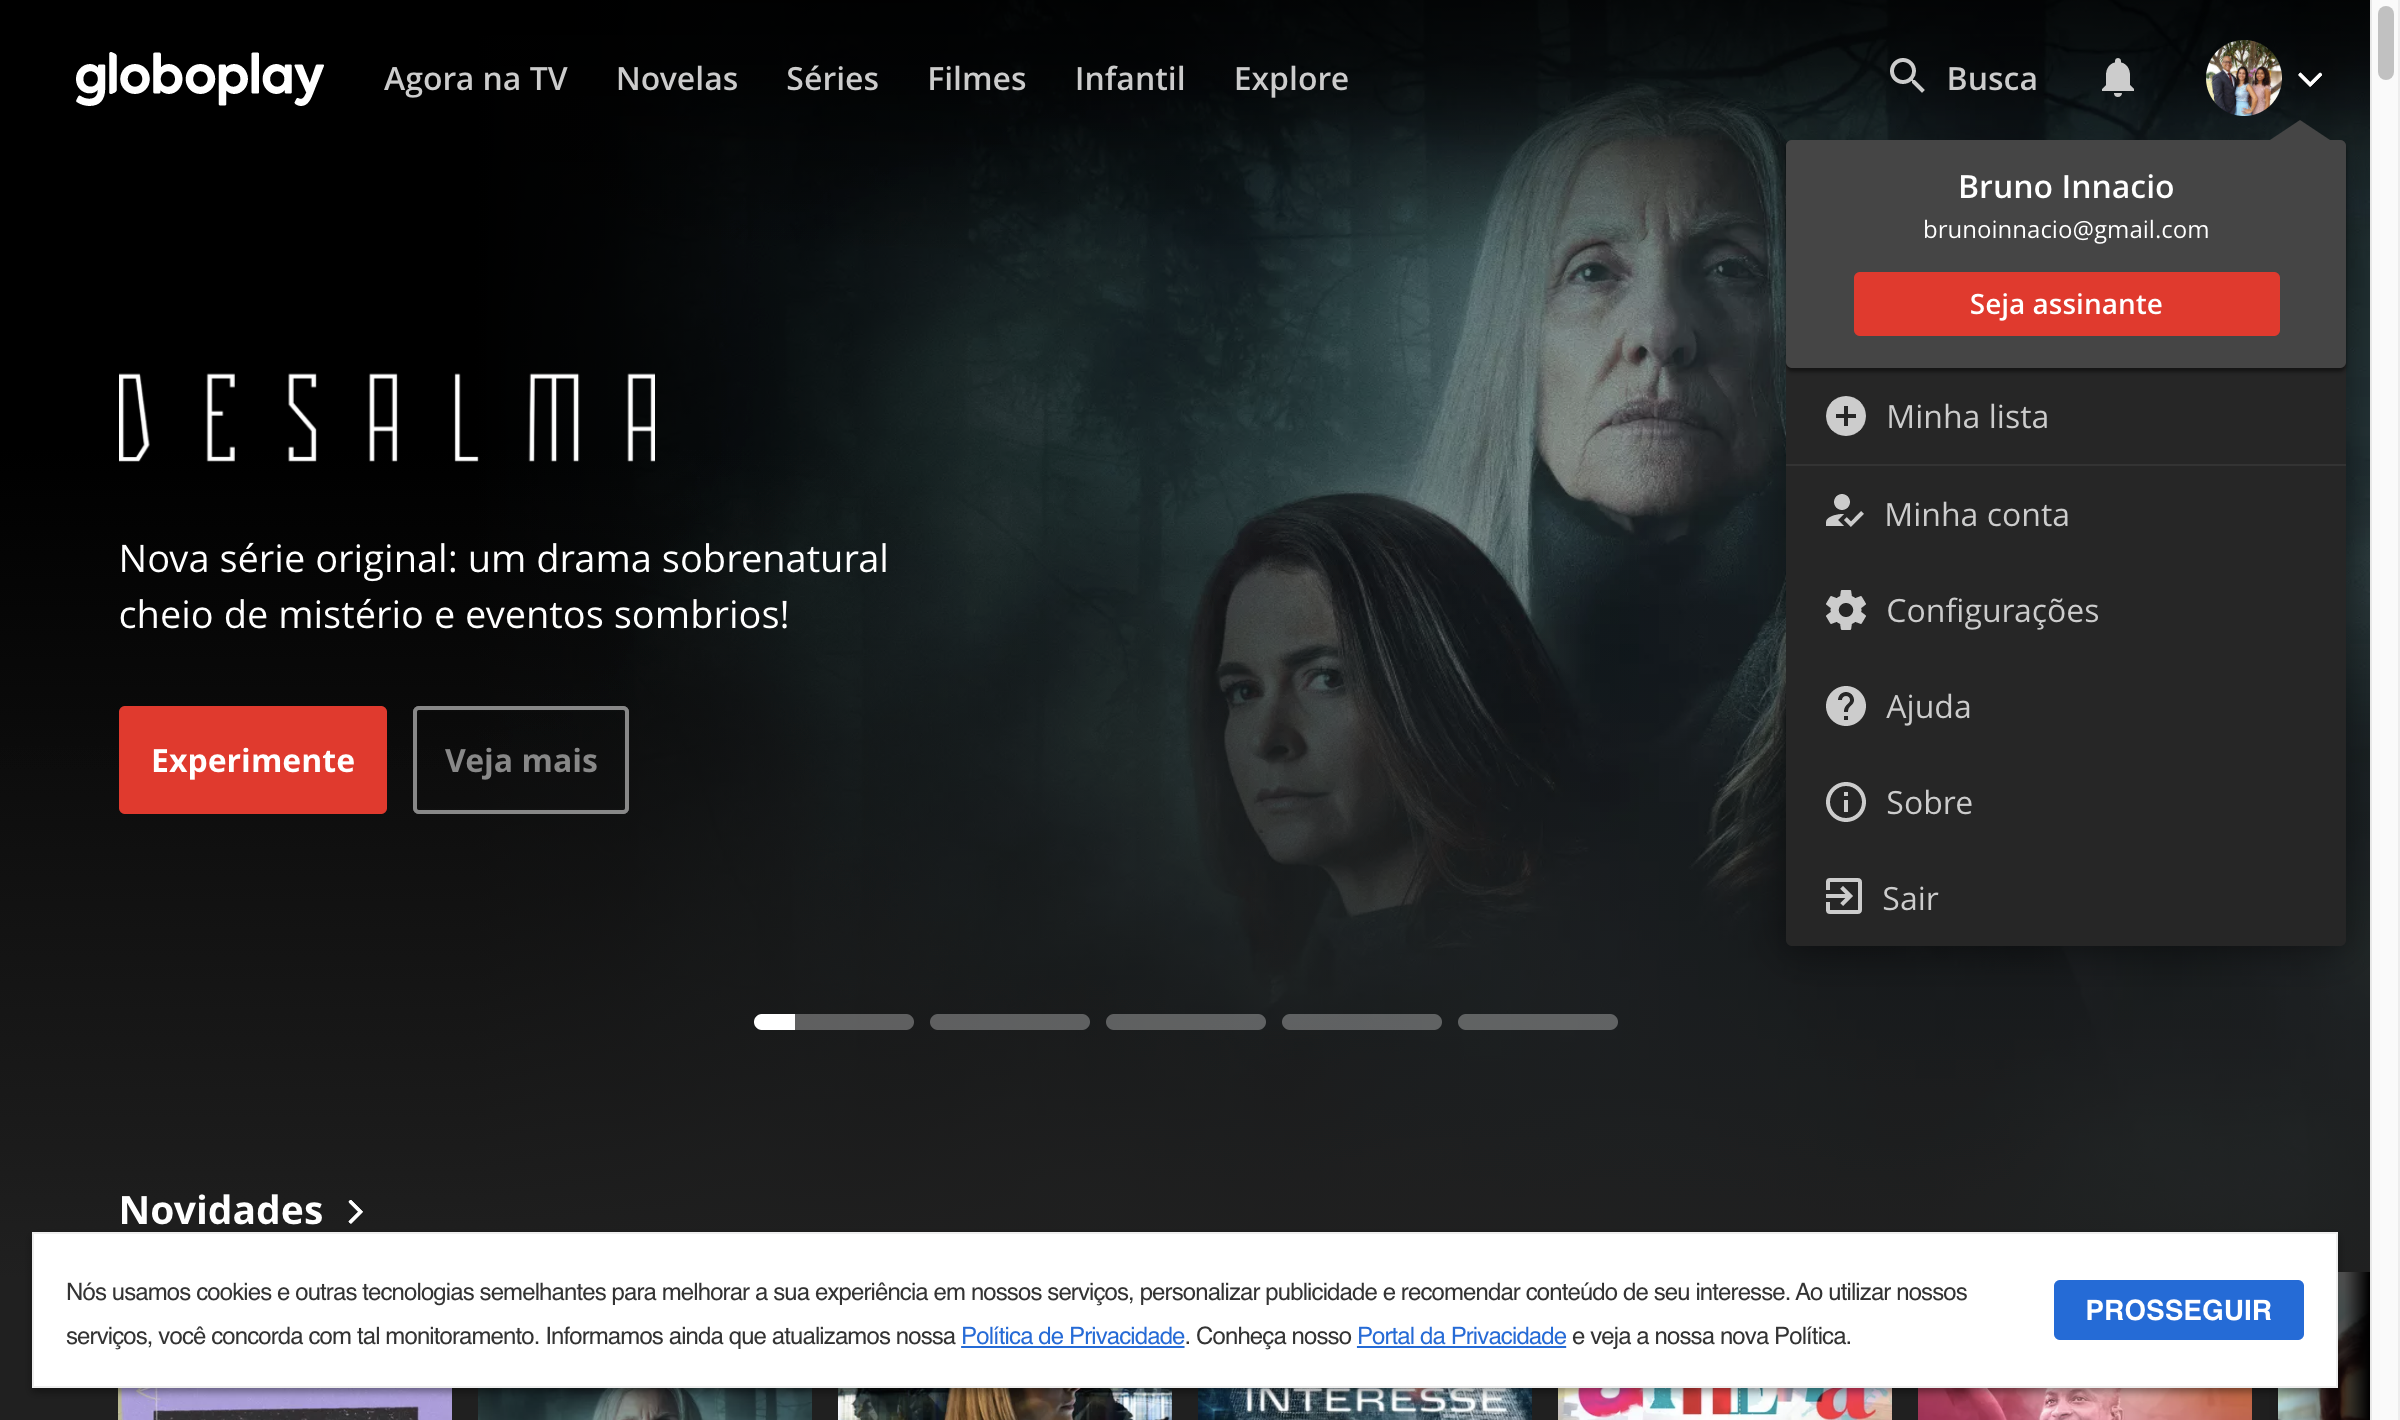 globoplay
Agora na TV
Novelas
Séries
Filmes
Infantil
Explore
Busca
Bruno Innacio
brunoinnacio@gmail.com
Seja assinante
Minha lista
Minha conta
Configurações
Ajuda
Sobre
Sair
DESALMA
Nova série original: um drama sobrenatural
cheio de mistério e eventos sombrios!
Experimente
Veja mais
Novidades
Nós usamos cookies e outras tecnologias semelhantes para melhorar a sua experiência em nossos serviços, personalizar publicidade e recomendar conteúdo de seu interesse. Ao utilizar nossos
serviços, você concorda com tal monitoramento. Informamos ainda que atualizamos nossa Política de Privacidade. Conheça nosso Portal da Privacidade e veja a nossa nova Política.
PROSSEGUIR
INTERESSE